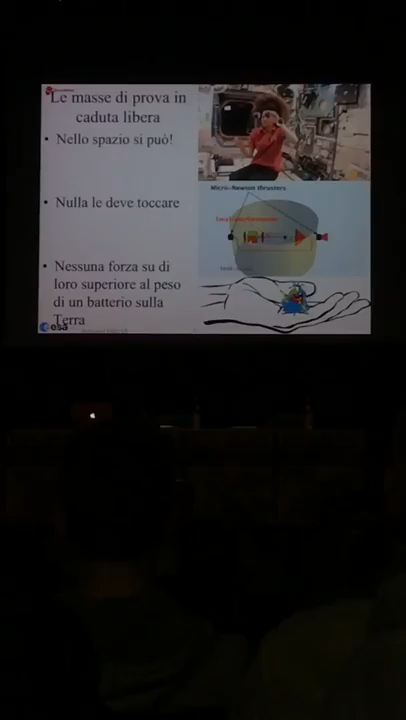 Le masse di prova in
caduta libera
• Nello spazio si può!
• Nulla le deve toccare
• Nessuna forza su di
loro superiore al peso
di un batterio sulla
Terra
Micro-Newton thrusters
esa